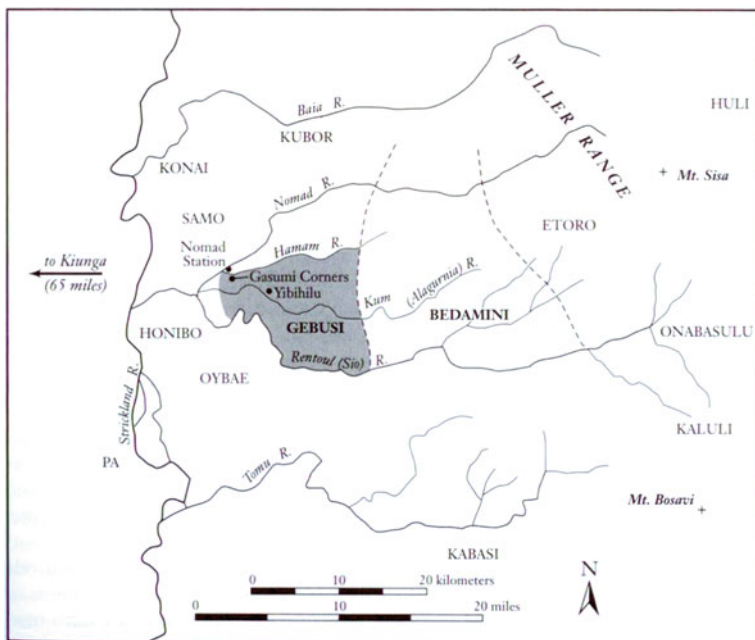 MULLER RANGE
HULI
Baia R.
KUBOR
KONAI
+ Mt. Sisa
Nomad R.
SAMO
ETORO
Nomad
Station
Hamam R.
to Kiunga
(65 miles)
Gasumi Corners
Yibihilu
Kum (Alagurnia) R.
GEBUSI
BEDAMINI
HONIBO
ONABASULU
Rentoul (Sio) R.
OYBAE
Strickland R.
KALULI
PA
Tomu R.
Mt. Bosavi
+
KABASI
N
0 10 20 kilometers
0 10 20 miles